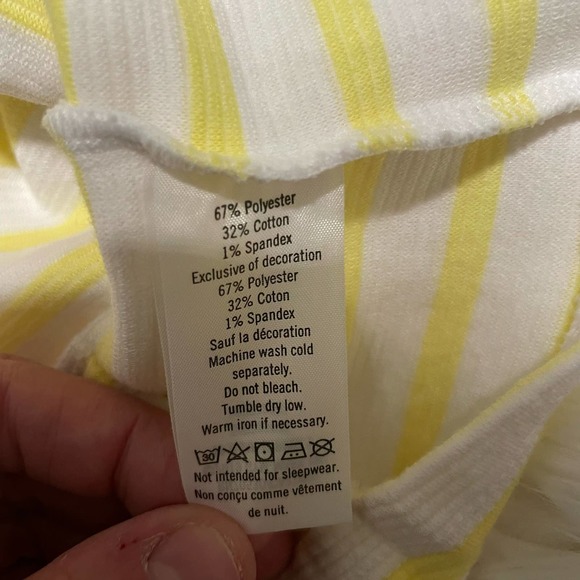 67% Polyester
32% Cotton
1% Spandex
Exclusive of decoration
67% Polyester
32% Coton
1% Spandex
Sauf la décoration
Machine wash cold
separately.
Do not bleach.
Tumble dry low.
Warm iron if necessary.
30
Not intended for sleepwear.
Non conçu comme vêtement
de nuit.